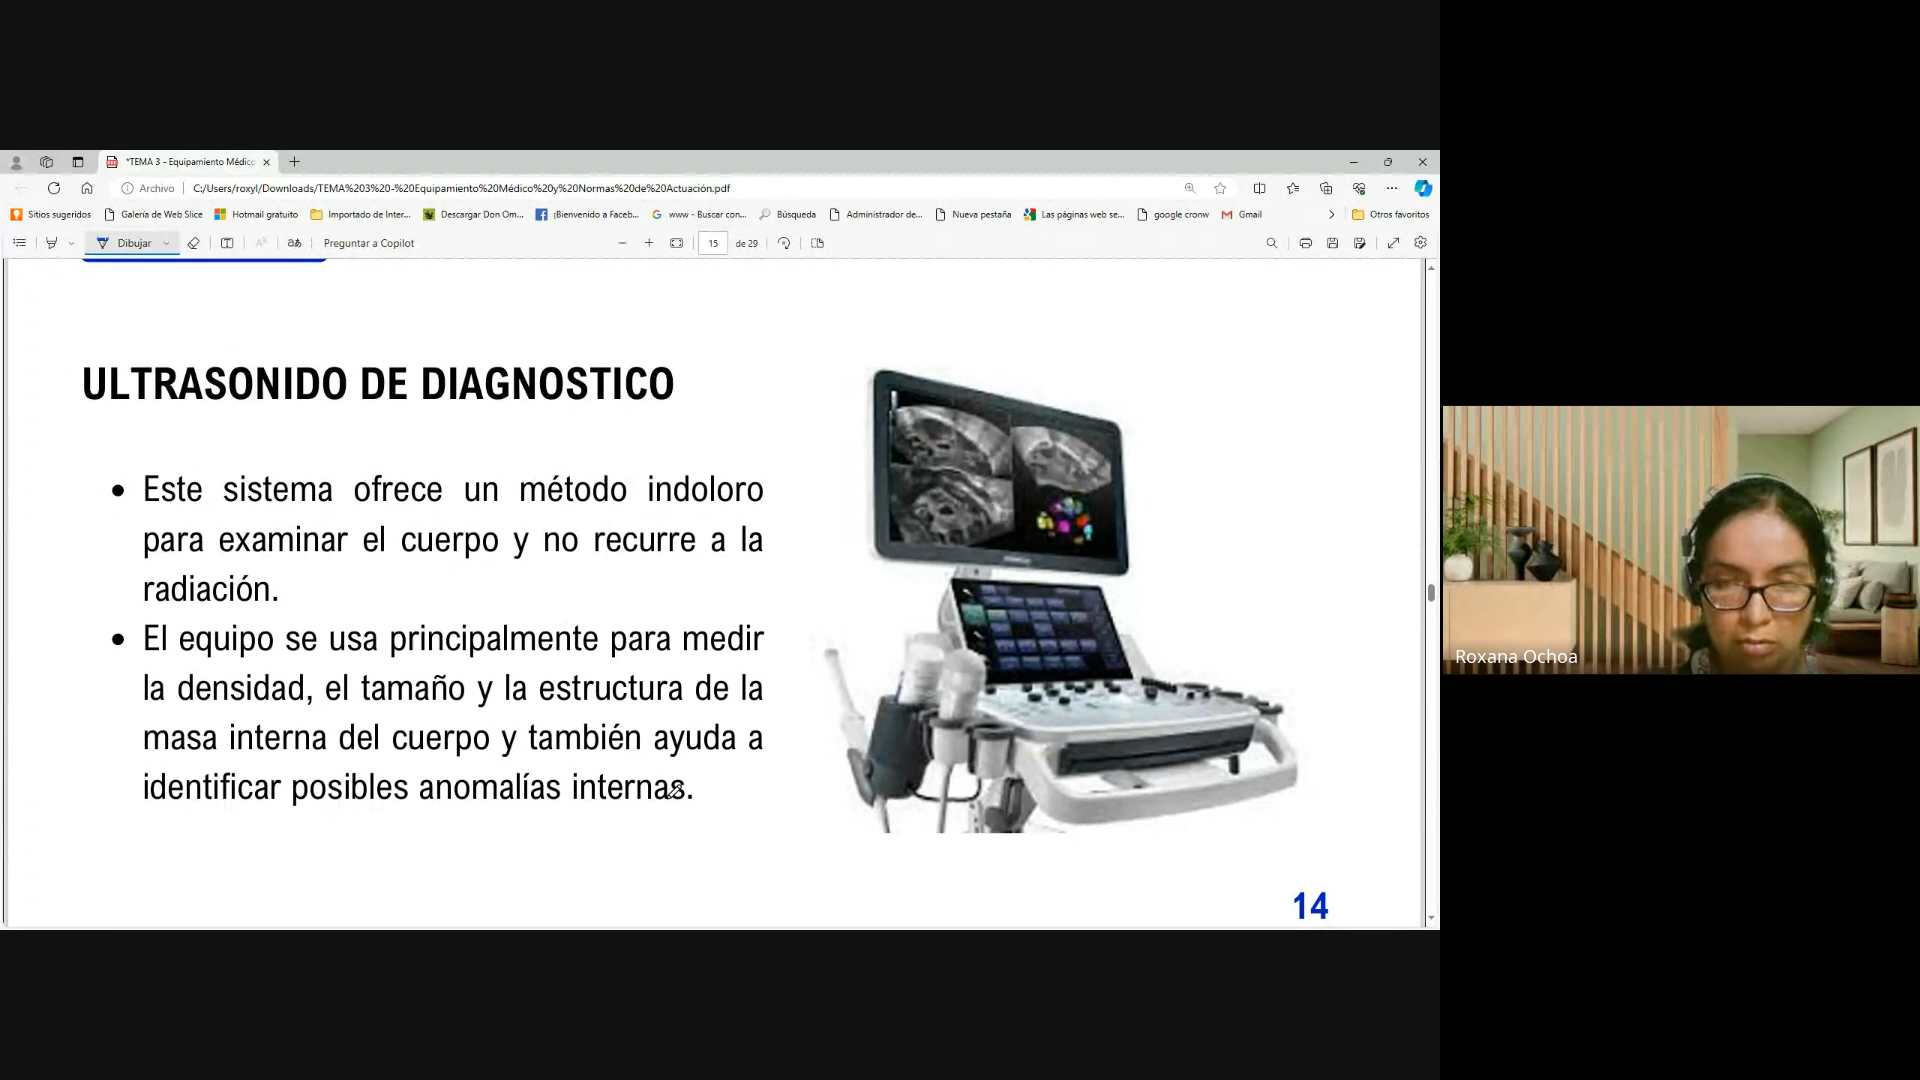 *TEMA 3 - Equipamiento Médic
Archivo
C:/Users/roxyl/Downloads/TEMA%203%20-%20Equipamiento%20Médico%20y%20Normas%20de%20Actuación.pdf
Sitios sugeridos
Galería de Web Slice
Hotmail gratuito
Importado de Inter...
Descargar Don Om...
¡Bienvenido a Faceb...
www - Buscar con...
Búsqueda
Administrador de...
Nueva pestaña
Las páginas web se...
google cronw
Gmail
Otros favoritos
Dibujar
Preguntar a Copilot
15 de 29
ULTRASONIDO DE DIAGNOSTICO
• Este sistema ofrece un método indoloro
para examinar el cuerpo y no recurre a la
radiación.
• El equipo se usa principalmente para medir
la densidad, el tamaño y la estructura de la
masa interna del cuerpo y también ayuda a
identificar posibles anomalías internas.
14
Roxana Ochoa